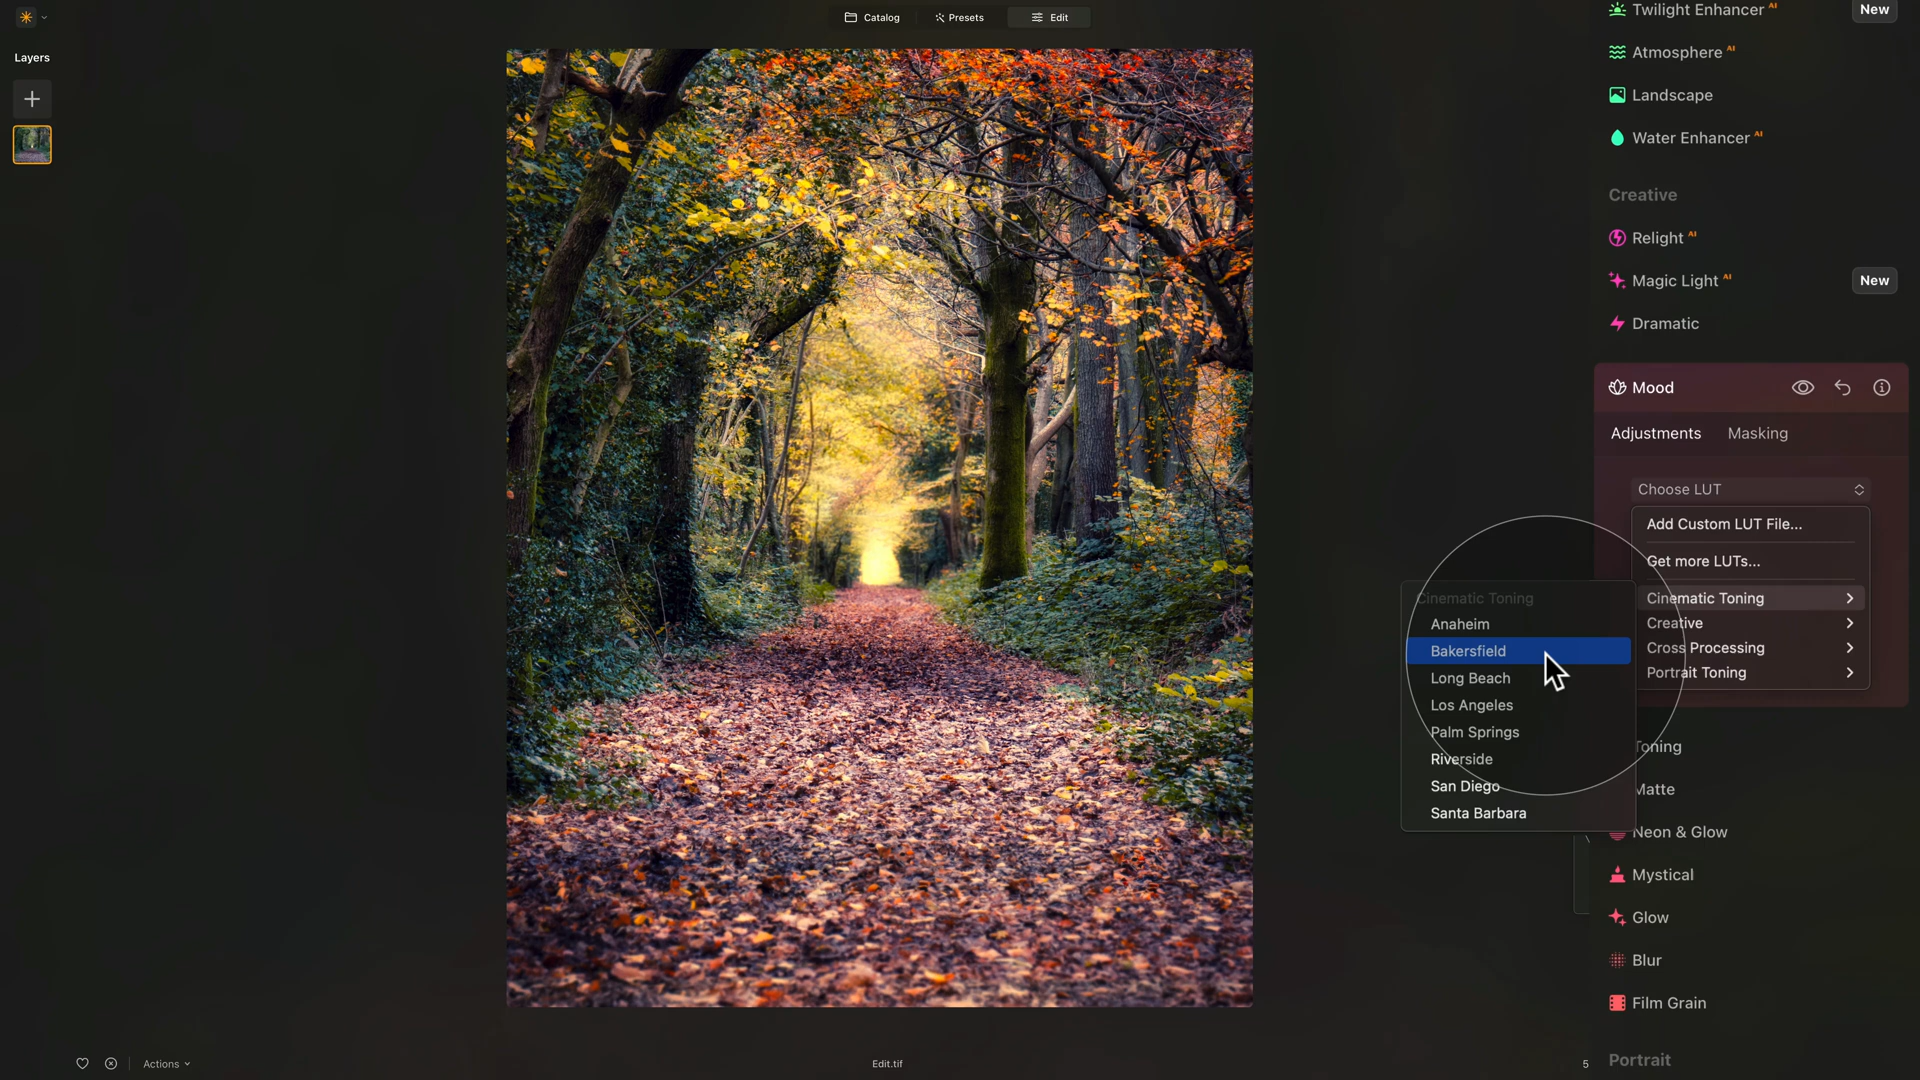 Catalog
Presets
Edit
Layers
Twilight Enhancer AI
New
Atmosphere AI
Landscape
Water Enhancer AI
Creative
Relight AI
Magic Light AI
New
Dramatic
Mood
Adjustments
Masking
Choose LUT
Add Custom LUT File...
Get more LUTs...
Cinematic Toning
Creative
Cross Processing
Portrait Toning
Cinematic Toning
Anaheim
Bakersfield
Long Beach
Los Angeles
Palm Springs
Riverside
San Diego
Santa Barbara
Toning
Matte
Neon & Glow
Mystical
Glow
Blur
Film Grain
Portrait
Actions
Edit.tif
5